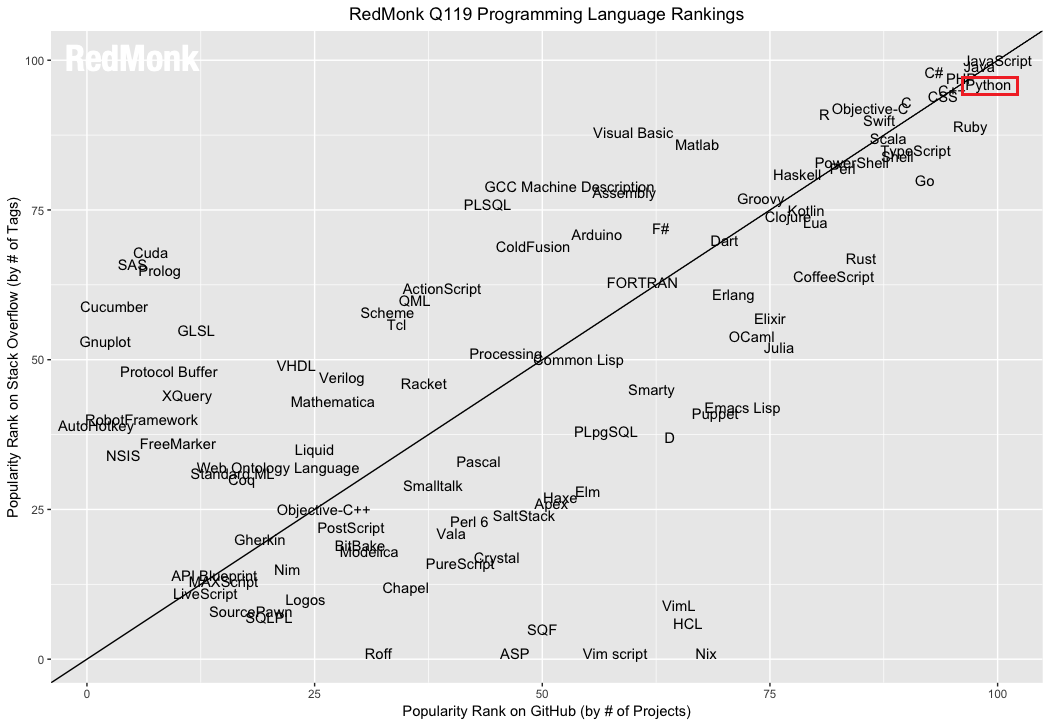 RedMonk Q119 Programming Language Rankings
RedMonk
100
JavaScript
Java
C#
PHP
Python
C++
CSS
C
Objective-C
R
Swift
Ruby
Visual Basic
Scala
Matlab
TypeScript
Shell
PowerShell
Perl
Haskell
Go
GCC Machine Description
Assembly
Groovy
PLSQL
75
Kotlin
Clojure
Lua
F#
Arduino
Dart
ColdFusion
Cuda
Rust
SAS
Prolog
CoffeeScript
FORTRAN
ActionScript
Erlang
QML
Cucumber
Scheme
Elixir
Tcl
GLSL
OCaml
Gnuplot
Julia
Processing
50
Common Lisp
VHDL
Protocol Buffer
Verilog
Racket
Smarty
XQuery
Mathematica
Emacs Lisp
Puppet
RobotFramework
AutoHotkey
PLpgSQL
D
FreeMarker
Liquid
NSIS
Pascal
Web Ontology Language
Standard ML
Coq
Smalltalk
Elm
Haxe
Apex
25
Objective-C++
SaltStack
Perl 6
PostScript
Vala
Gherkin
BitBake
Modelica
Crystal
PureScript
Nim
API Blueprint
MAXScript
Chapel
LiveScript
Logos
VimL
SourcePawn
SQLPL
HCL
SQF
0
Roff
ASP
Vim script
Nix
0
25
50
75
100
Popularity Rank on GitHub (by # of Projects)
Popularity Rank on Stack Overflow (by # of Tags)